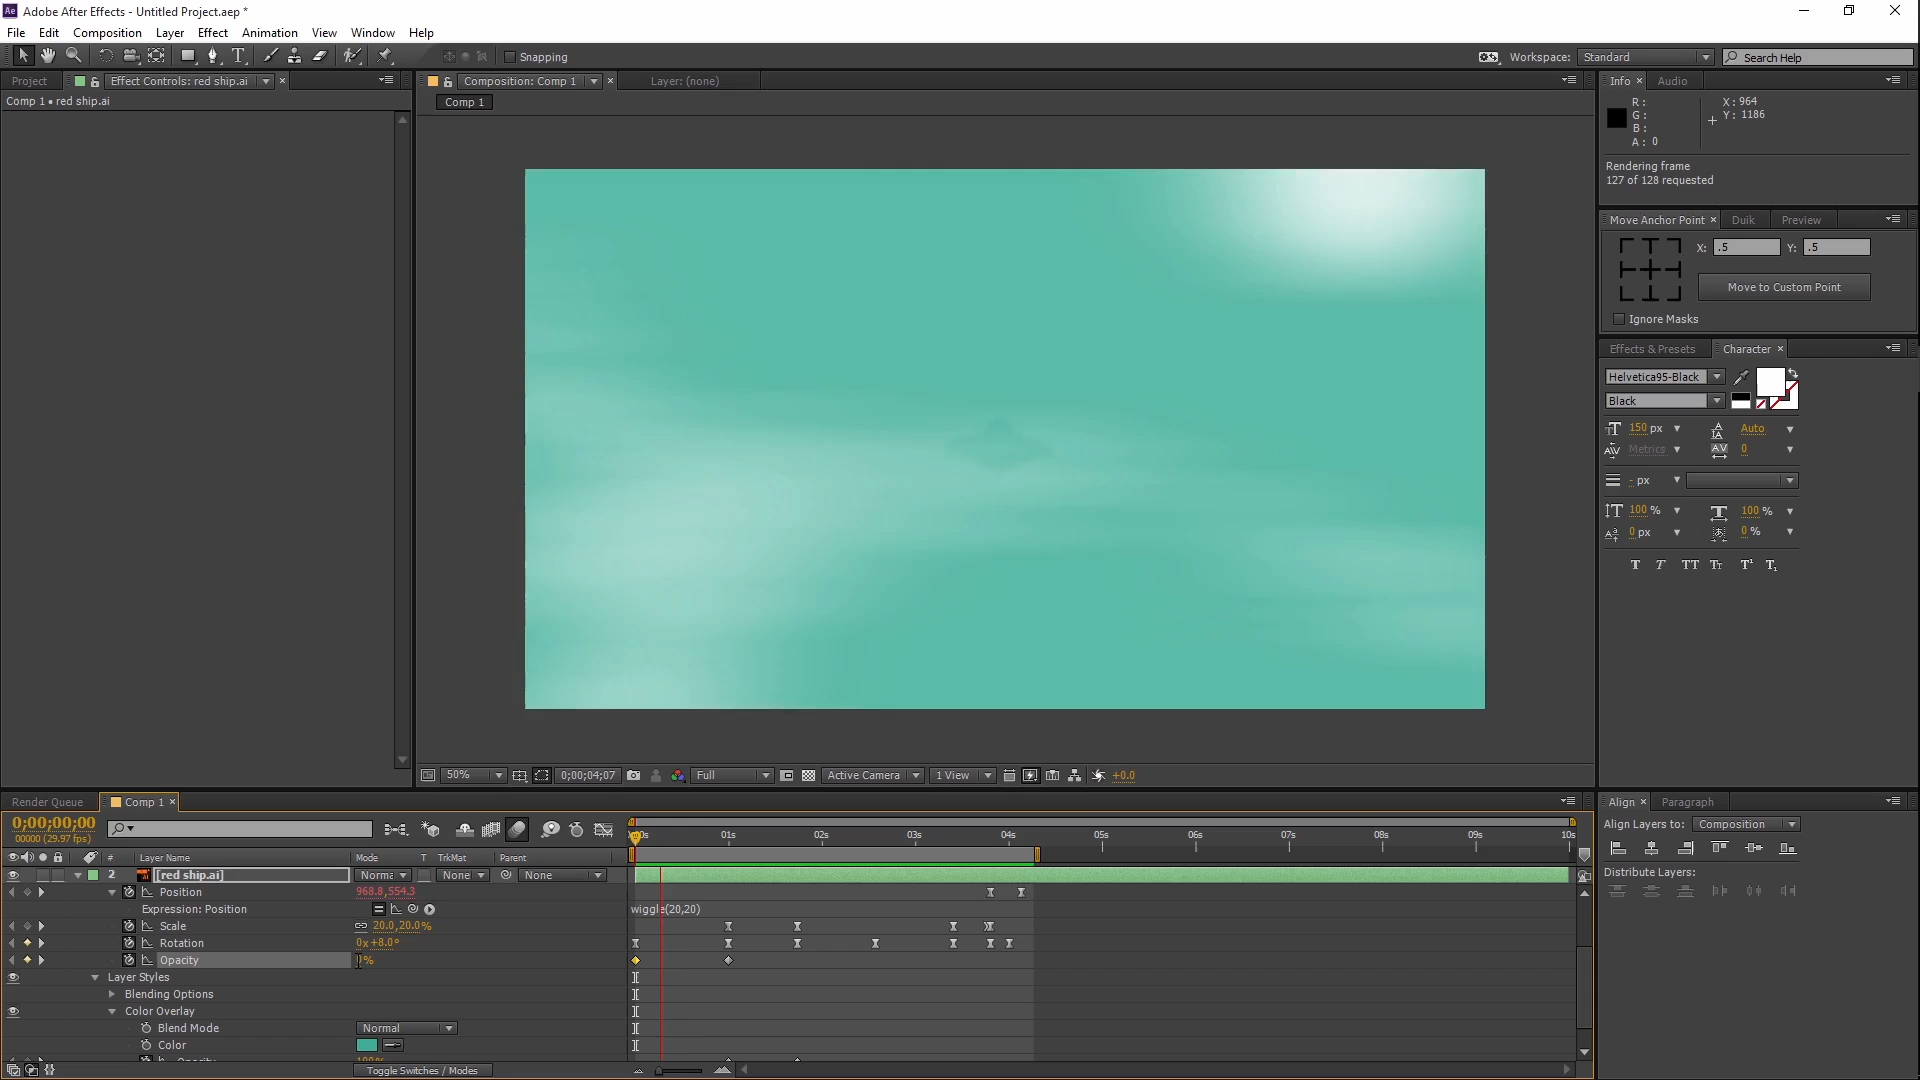 Ae Adobe After Effects - Untitled Project.aep *
File Edit Composition Layer Effect Animation View Window Help
Snapping
Workspace: Standard
Search Help
Project
Effect Controls: red ship.ai
Composition: Comp 1
Layer: (none)
Info
Audio
Comp 1 • red ship.ai
Comp 1
R:
G:
B:
A: 0
X: 964
Y: 1186
Rendering frame
127 of 128 requested
Move Anchor Point
Duik
Preview
X: .5
Y: .5
Move to Custom Point
Ignore Masks
Effects & Presets
Character
Helvetica95-Black
Black
150 px
Auto
Metrics
0
- px
100 %
100 %
0 px
0 %
T T TT Tt T¹ T₁
50%
0;00;04;07
Full
Active Camera
1 View
+0.0
Render Queue
Comp 1
Align
Paragraph
0;00;00;00
00000 (29.97 fps)
01s 02s 03s 04s 05s 06s 07s 08s 09s 10s
Align Layers to: Composition
Distribute Layers:
# Layer Name Mode T TrkMat Parent
2 [red ship.ai] Norma None None
Position 968.8,554.3
Expression: Position wiggle(20,20)
Scale 20.0,20.0%
Rotation 0x+8.0°
Opacity %
Layer Styles
Blending Options
Color Overlay
Blend Mode Normal
Color
Opacity 100%
Toggle Switches / Modes